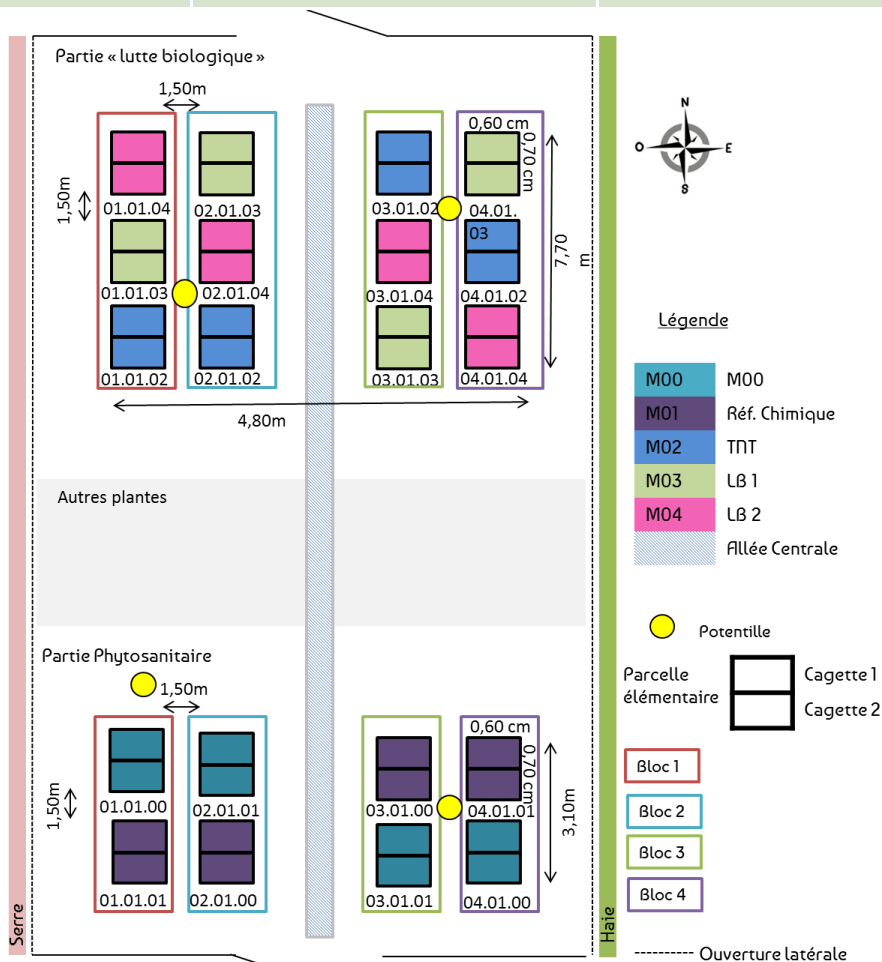 Partie « lutte biologique »
1,50m
0,60 cm
0,70 cm
1,50m
01.01.04
02.01.03
03.01.02
04.01.
03
7,70
m
01.01.03
02.01.04
03.01.04
04.01.02
01.01.02
02.01.02
03.01.03
04.01.04
4,80m
Autres plantes
Partie Phytosanitaire
1,50m
0,60 cm
0,70 cm
1,50m
01.01.00
02.01.01
03.01.00
04.01.01
3,10m
01.01.01
02.01.00
03.01.01
04.01.00
Serre
Haie
N
O
E
S
Légende
M00 M00
M01 Réf. Chimique
M02 TNT
M03 LB 1
M04 LB 2
Allée Centrale
Potentille
Parcelle
élémentaire
Cagette 1
Cagette 2
Bloc 1
Bloc 2
Bloc 3
Bloc 4
Ouverture latérale